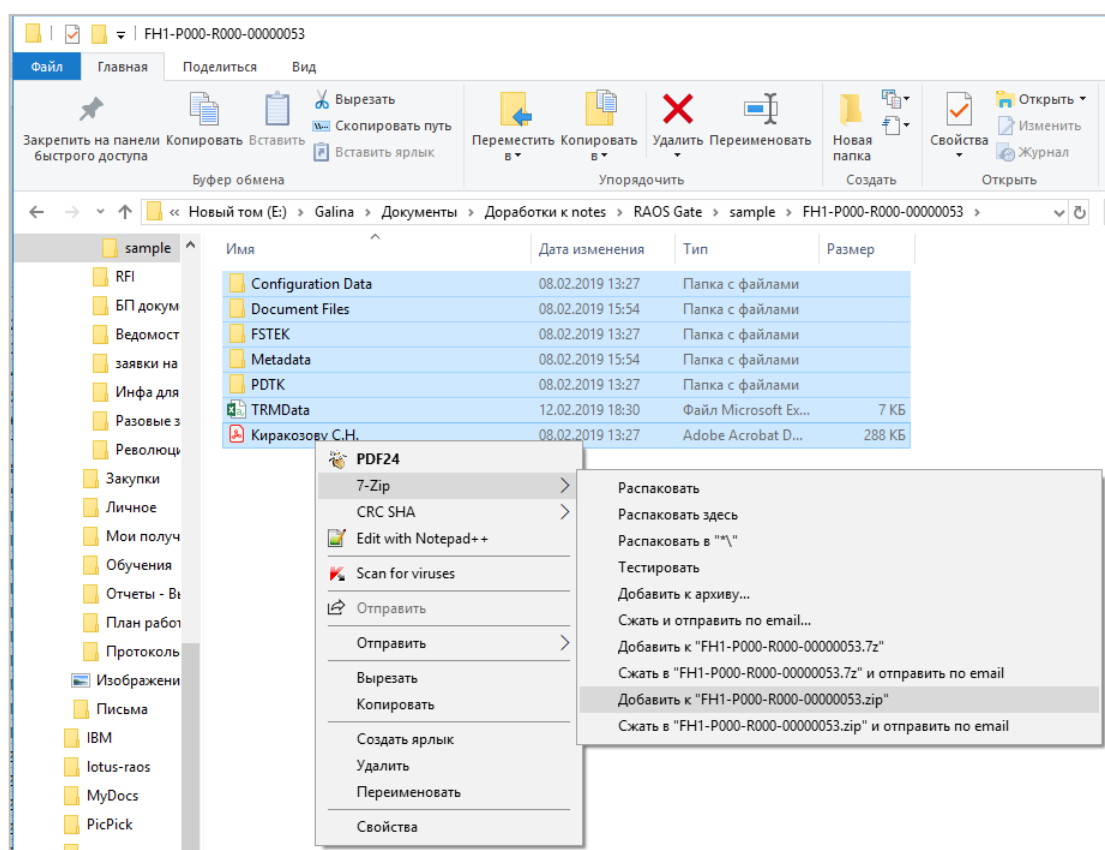 FH1-P000-R000-00000053
Файл Главная Поделиться Вид
Закрепить на панели быстрого доступа
Копировать
Вставить
Вырезать
Скопировать путь
Вставить ярлык
Переместить в
Копировать в
Удалить
Переименовать
Новая папка
Свойства
Открыть
Изменить
Журнал
Буфер обмена Упорядочить Создать Открыть
« Новый том (E:) > Galina > Документы > Доработки к notes > RAOS Gate > sample > FH1-P000-R000-00000053 >
Имя Дата изменения Тип Размер
Configuration Data 08.02.2019 13:27 Папка с файлами
Document Files 08.02.2019 15:54 Папка с файлами
FSTEK 08.02.2019 13:27 Папка с файлами
Metadata 08.02.2019 15:54 Папка с файлами
PDTK 08.02.2019 13:27 Папка с файлами
TRMData 12.02.2019 18:30 Файл Microsoft Ex... 7 КБ
Киракозову С.Н. 08.02.2019 13:27 Adobe Acrobat D... 288 КБ
sample
RFI
БП докум
Ведомост
заявки на
Инфа для
Разовые з
Революци
Закупки
Личное
Мои получ
Обучения
Отчеты - Вы
План работ
Протоколь
Изображени
Письма
IBM
lotus-raos
MyDocs
PicPick
PDF24
7-Zip
CRC SHA
Edit with Notepad++
Scan for viruses
Отправить
Отправить
Вырезать
Копировать
Создать ярлык
Удалить
Переименовать
Свойства
Распаковать
Распаковать здесь
Распаковать в "*\"
Тестировать
Добавить к архиву...
Сжать и отправить по email...
Добавить к "FH1-P000-R000-00000053.7z"
Сжать в "FH1-P000-R000-00000053.7z" и отправить по email
Добавить к "FH1-P000-R000-00000053.zip"
Сжать в "FH1-P000-R000-00000053.zip" и отправить по email